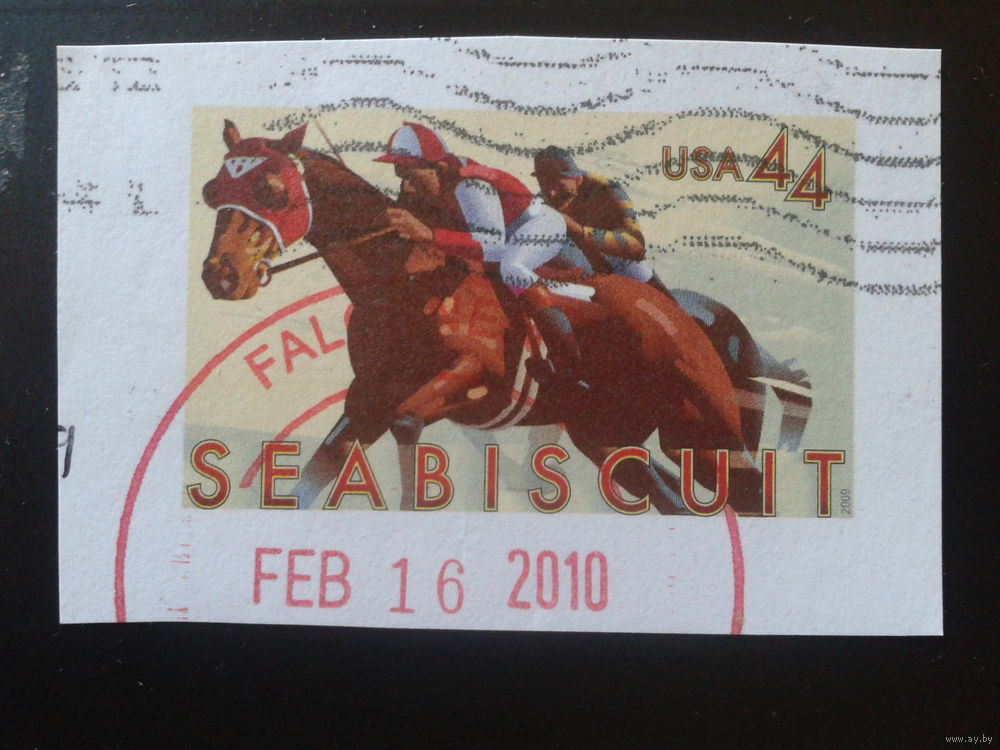 USA 44
FAL
SEABISCUIT
2009
FEB 16 2010
www.ay.by